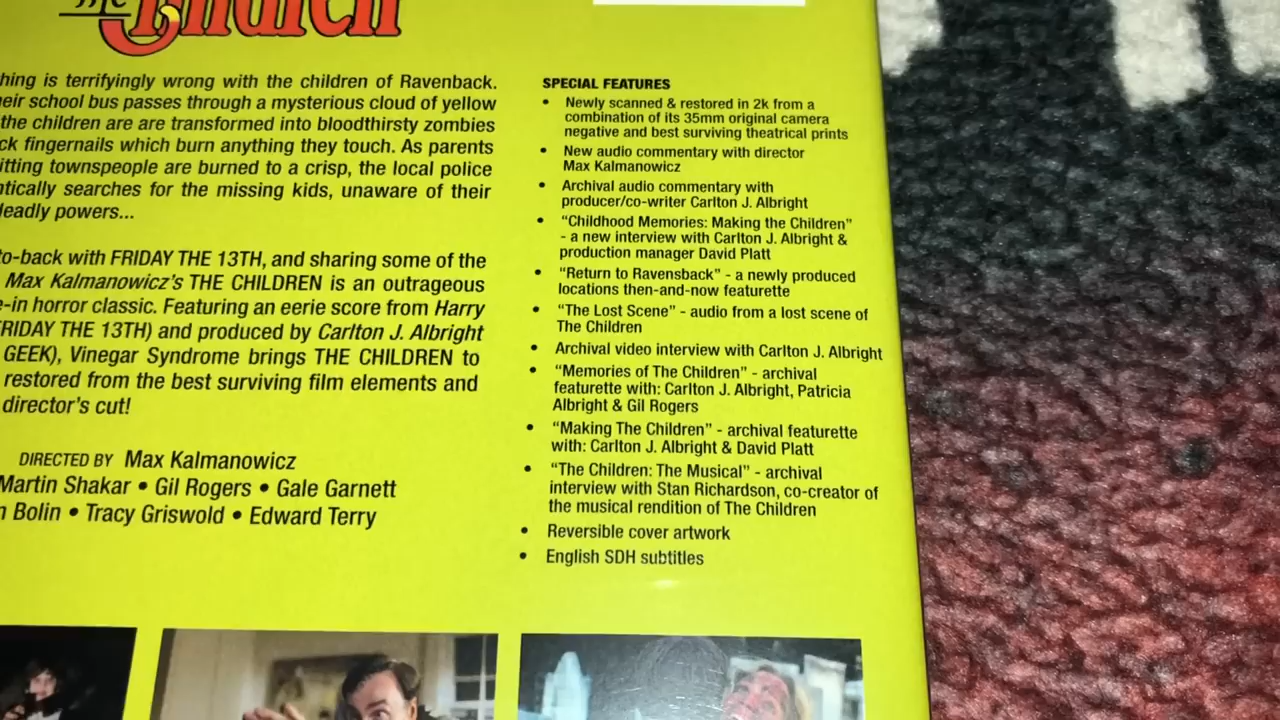 The Children
hing is terrifyingly wrong with the children of Ravenback.
eir school bus passes through a mysterious cloud of yellow
the children are are transformed into bloodthirsty zombies
ck fingernails which burn anything they touch. As parents
itting townspeople are burned to a crisp, the local police
ntically searches for the missing kids, unaware of their
deadly powers...
to-back with FRIDAY THE 13TH, and sharing some of the
Max Kalmanowicz's THE CHILDREN is an outrageous
e-in horror classic. Featuring an eerie score from Harry
FRIDAY THE 13TH) and produced by Carlton J. Albright
GEEK), Vinegar Syndrome brings THE CHILDREN to
restored from the best surviving film elements and
director's cut!
DIRECTED BY Max Kalmanowicz
Martin Shakar • Gil Rogers • Gale Garnett
n Bolin • Tracy Griswold • Edward Terry
SPECIAL FEATURES
• Newly scanned & restored in 2k from a
combination of its 35mm original camera
negative and best surviving theatrical prints
• New audio commentary with director
Max Kalmanowicz
• Archival audio commentary with
producer/co-writer Carlton J. Albright
• “Childhood Memories: Making the Children”
- a new interview with Carlton J. Albright &
production manager David Platt
• “Return to Ravensback” - a newly produced
locations then-and-now featurette
• “The Lost Scene” - audio from a lost scene of
The Children
• Archival video interview with Carlton J. Albright
• “Memories of The Children” - archival
featurette with: Carlton J. Albright, Patricia
Albright & Gil Rogers
• “Making The Children” - archival featurette
with: Carlton J. Albright & David Platt
• “The Children: The Musical” - archival
interview with Stan Richardson, co-creator of
the musical rendition of The Children
• Reversible cover artwork
• English SDH subtitles